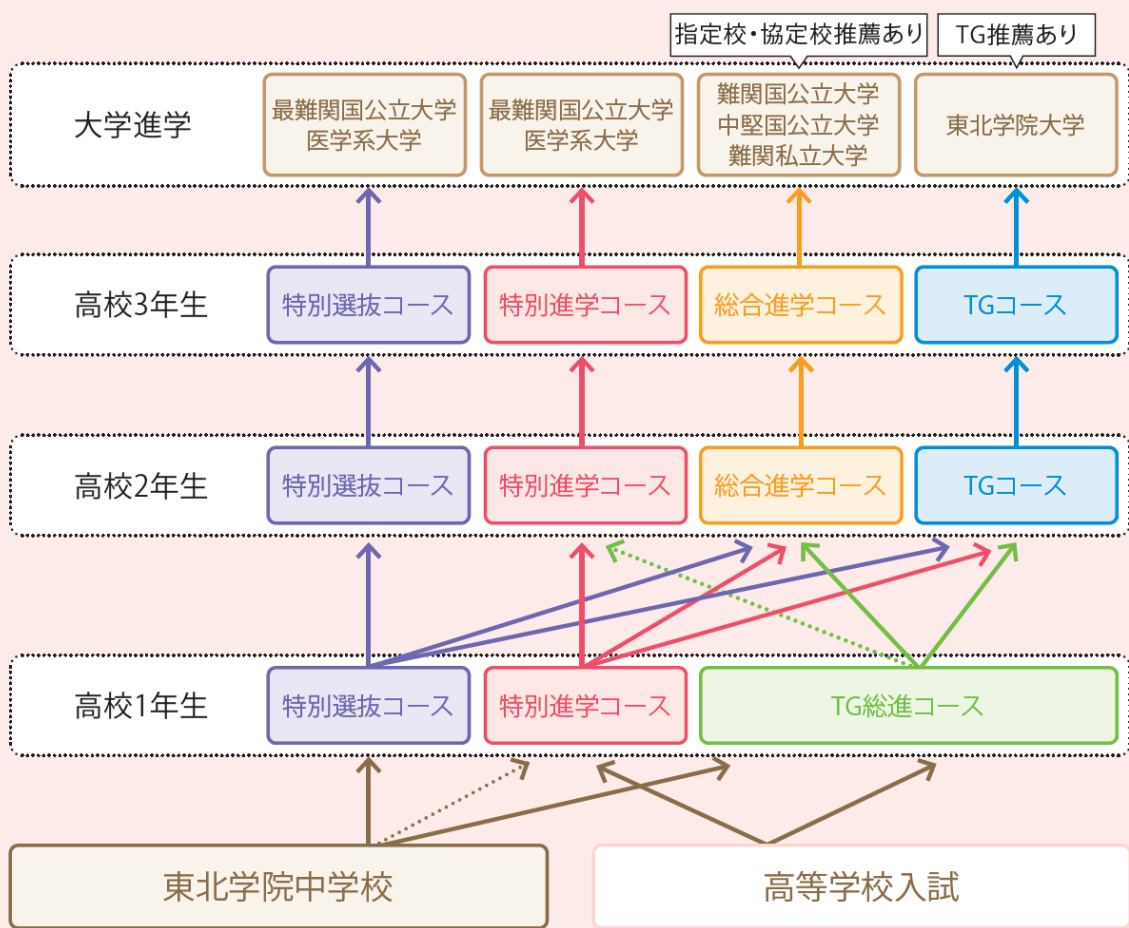 指定校・協定校推薦あり
TG推薦あり
大学進学
最難関国公立大学
医学系大学
最難関国公立大学
医学系大学
難関国公立大学
中堅国公立大学
難関私立大学
東北学院大学
高校3年生
特別選抜コース
特別進学コース
総合進学コース
TGコース
高校2年生
特別選抜コース
特別進学コース
総合進学コース
TGコース
高校1年生
特別選抜コース
特別進学コース
TG総進コース
東北学院中学校
高等学校入試